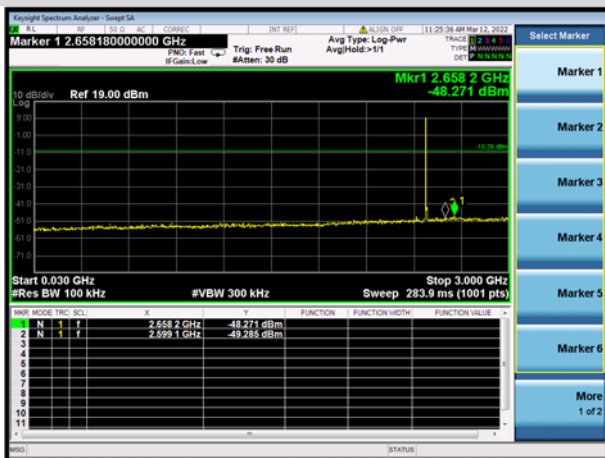 Keysight Spectrum Analyzer - Swept SA
RL RF 50 Ω AC CORREC INT REF ALIGN OFF 11:25:36 AM Mar 12, 2022
Marker 1 2.658180000000 GHz
PNO: Fast
IFGain:Low
Trig: Free Run
#Atten: 30 dB
Avg Type: Log-Pwr
Avg|Hold:>1/1
TRACE 1 2 3 4 5 6
TYPE M
DET P N N N N N
Mkr1 2.658 2 GHz
-48.271 dBm
10 dB/div Ref 19.00 dBm
Log
9.00
-1.00
-11.0
-10.39 dBm
-21.0
-31.0
-41.0
-51.0
-61.0
-71.0
2 1
Start 0.030 GHz Stop 3.000 GHz
#Res BW 100 kHz #VBW 300 kHz Sweep 283.9 ms (1001 pts)
MKR MODE TRC SCL X Y FUNCTION FUNCTION WIDTH FUNCTION VALUE
1 N 1 f 2.658 2 GHz -48.271 dBm
2 N 1 f 2.599 1 GHz -49.285 dBm
3
4
5
6
7
8
9
10
11
MSG STATUS
Select Marker
Marker 1
Marker 2
Marker 3
Marker 4
Marker 5
Marker 6
More
1 of 2